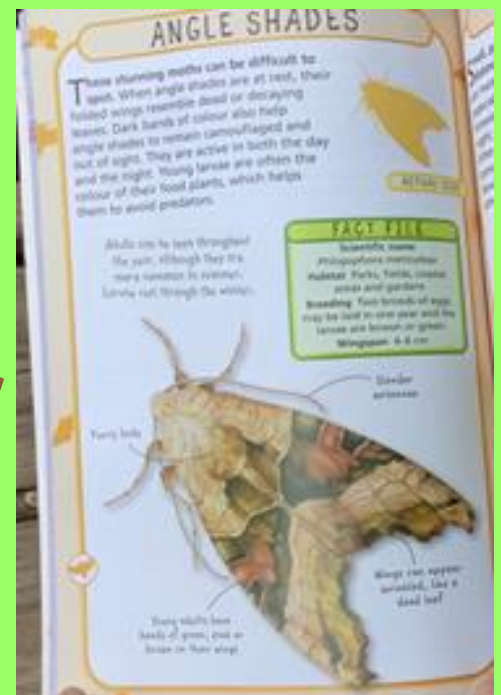 ANGLE SHADES
These stunning moths can be difficult to
spot. When angle shades are at rest, their
folded wings resemble dead or decaying
leaves. Dark bands of colour also help
angle shades to remain camouflaged and
out of sight. They are active in both the day
and the night. Young larvae are often the
colour of their food plants, which helps
them to avoid predators.
ACTUAL SIZE
Adults can be seen throughout
the year, although they are
more common in summer.
Larvae rest through the winter.
FACT FILE
Scientific name
Phlogophora meticulosa
Habitat Parks, fields, coastal
areas and gardens
Breeding Two broods of eggs
may be laid in one year and the
larvae are brown or green
Wingspan 4–5 cm
Slender
antennae
Furry body
Wings can appear
wrinkled, like a
dead leaf
Young adults have
bands of green, pink or
brown on their wings